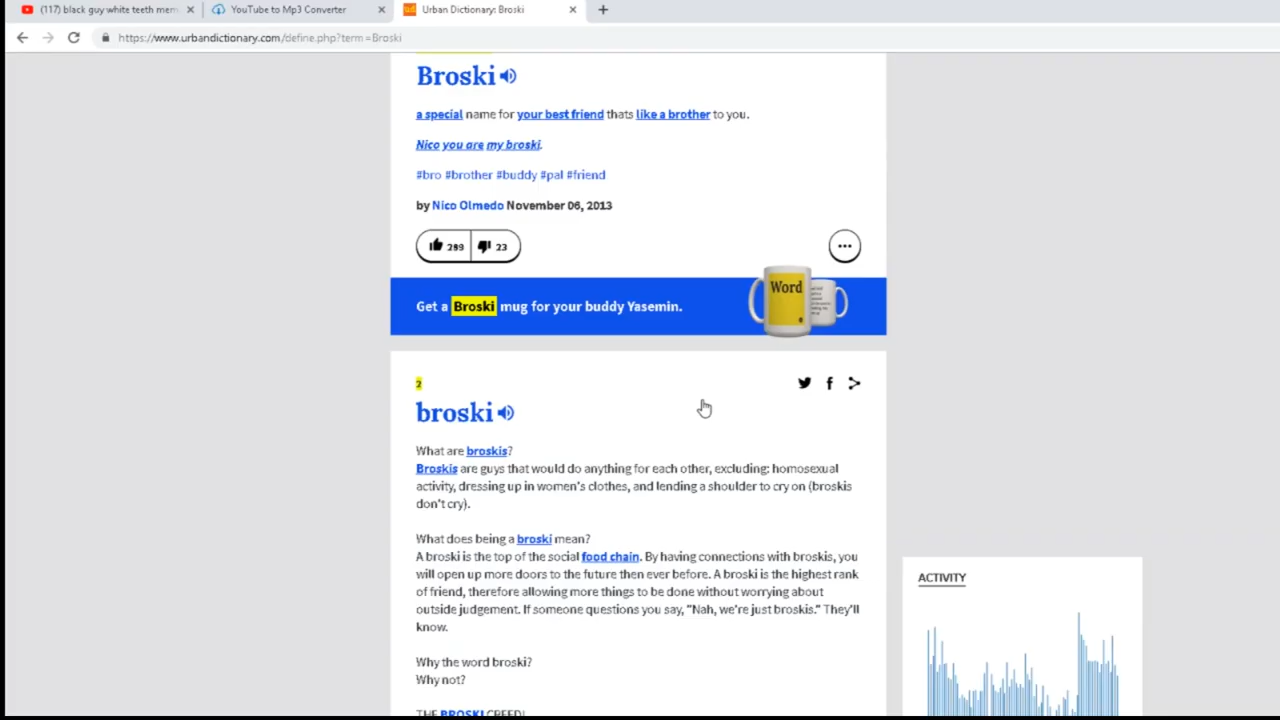 (117) black guy white teeth mem
YouTube to Mp3 Converter
Urban Dictionary: Broski
https://www.urbandictionary.com/define.php?term=Broski
Broski
a special name for your best friend thats like a brother to you.
Nico you are my broski.
#bro #brother #buddy #pal #friend
by Nico Olmedo November 06, 2013
289 23
Get a Broski mug for your buddy Yasemin.
Word
2
broski
What are broskis?
Broskis are guys that would do anything for each other, excluding: homosexual
activity, dressing up in women's clothes, and lending a shoulder to cry on (broskis
don't cry).
What does being a broski mean?
A broski is the top of the social food chain. By having connections with broskis, you
will open up more doors to the future then ever before. A broski is the highest rank
of friend, therefore allowing more things to be done without worrying about
outside judgement. If someone questions you say, "Nah, we're just broskis." They'll
know.
Why the word broski?
Why not?
THE BROSKI CREED!
ACTIVITY